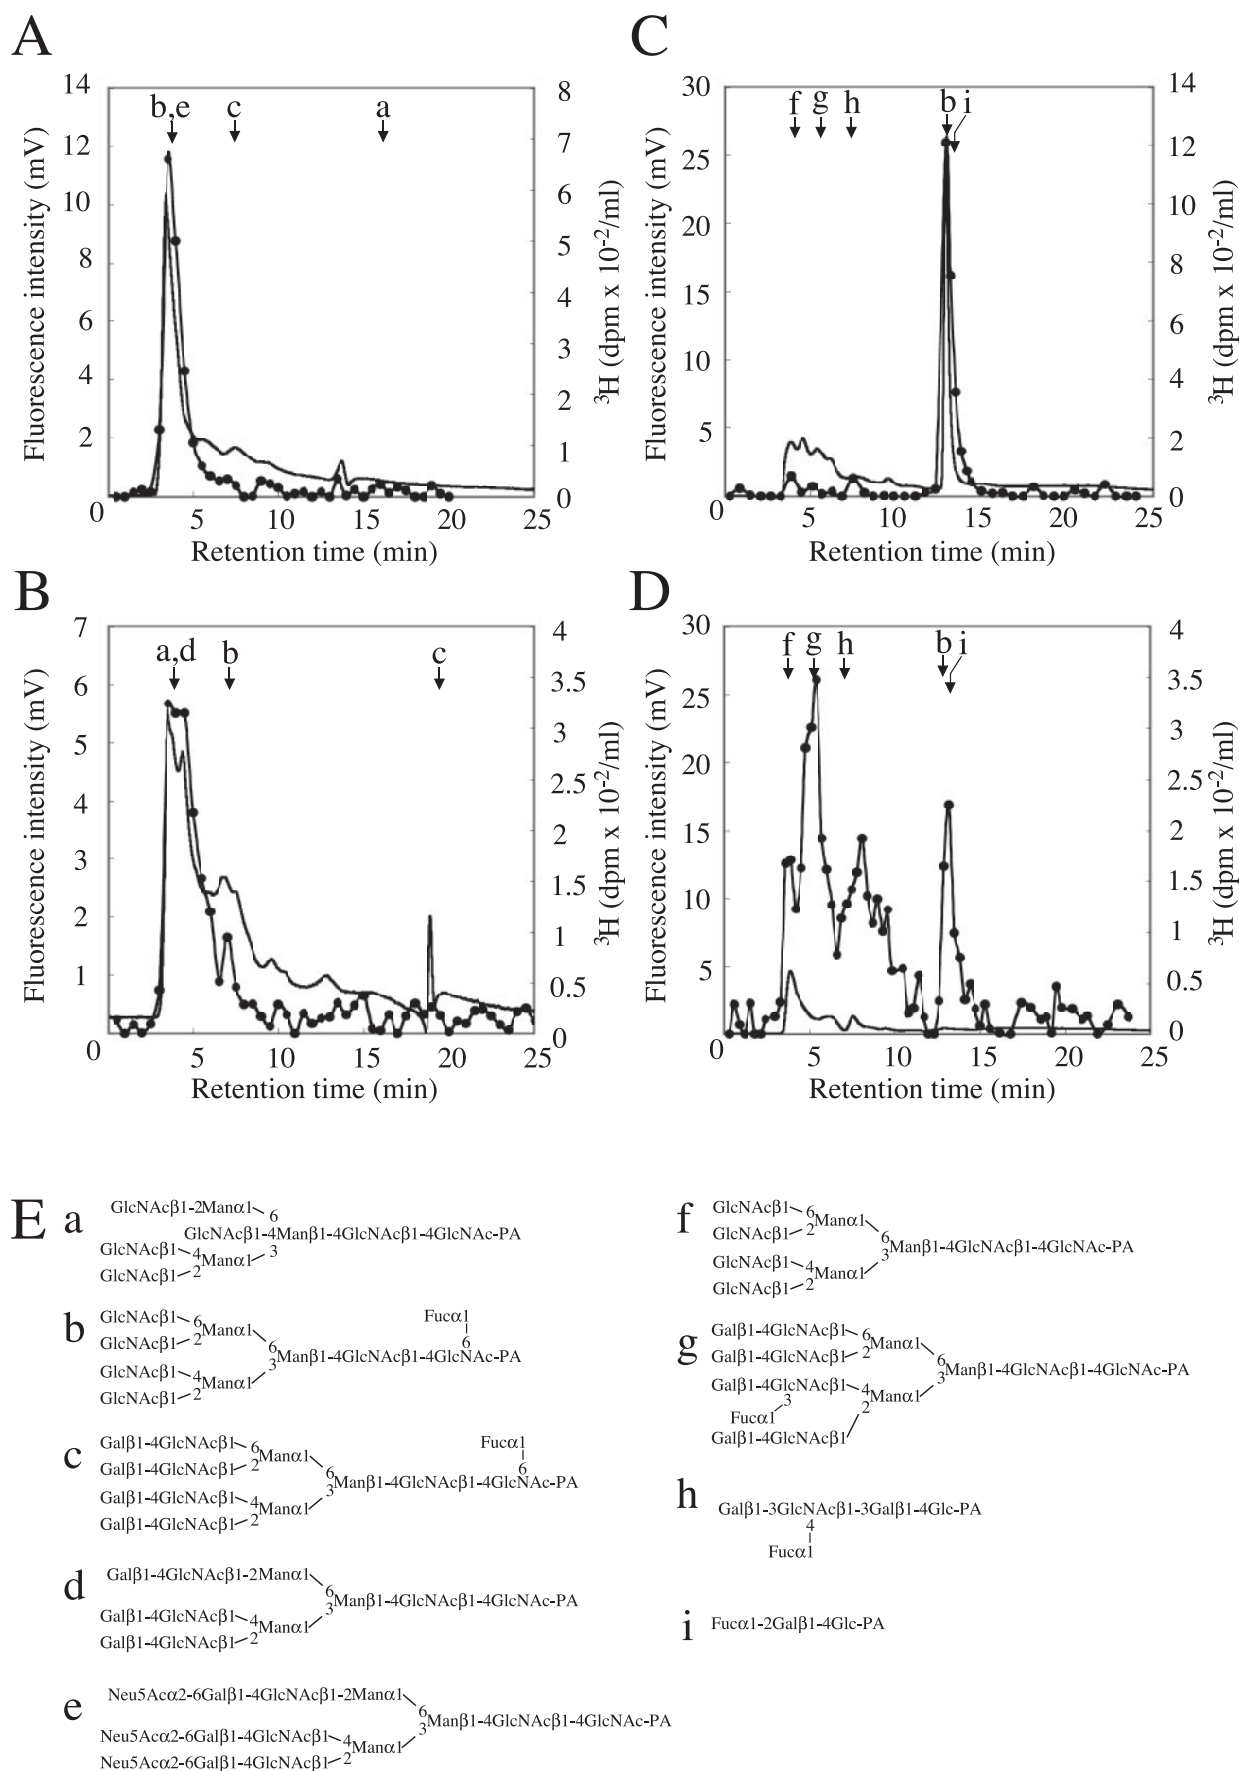 A
14
12
10
8
6
4
2
0
Fluorescence intensity (mV)
b,e
c
a
8
7
6
5
4
3
2
1
0
³H (dpm x 10⁻²/ml)
5 10 15 20 25
Retention time (min)
C
30
25
20
15
10
5
0
Fluorescence intensity (mV)
f g h b i
14
12
10
8
6
4
2
0
³H (dpm x 10⁻²/ml)
5 10 15 20 25
Retention time (min)
B
7
6
5
4
3
2
1
0
Fluorescence intensity (mV)
a,d
b
c
4
3.5
3
2.5
2
1.5
1
0.5
0
³H (dpm x 10⁻²/ml)
5 10 15 20 25
Retention time (min)
D
30
25
20
15
10
5
0
Fluorescence intensity (mV)
f g h b i
4
3.5
3
2.5
2
1.5
1
0.5
0
³H (dpm x 10⁻²/ml)
5 10 15 20 25
Retention time (min)
E
a
GlcNAcβ1-2Manα1
6
GlcNAcβ1-4Manβ1-4GlcNAcβ1-4GlcNAc-PA
GlcNAcβ1 4 Manα1 3
GlcNAcβ1 2
b
GlcNAcβ1 6 Manα1 Fucα1
GlcNAcβ1 2 6 6
3 Manβ1-4GlcNAcβ1-4GlcNAc-PA
GlcNAcβ1 4 Manα1
GlcNAcβ1 2
c
Galβ1-4GlcNAcβ1 6 Manα1 Fucα1
Galβ1-4GlcNAcβ1 2 6 6
3 Manβ1-4GlcNAcβ1-4GlcNAc-PA
Galβ1-4GlcNAcβ1 4 Manα1
Galβ1-4GlcNAcβ1 2
d
Galβ1-4GlcNAcβ1-2Manα1
6
3 Manβ1-4GlcNAcβ1-4GlcNAc-PA
Galβ1-4GlcNAcβ1 4 Manα1
Galβ1-4GlcNAcβ1 2
e
Neu5Acα2-6Galβ1-4GlcNAcβ1-2Manα1
6
3 Manβ1-4GlcNAcβ1-4GlcNAc-PA
Neu5Acα2-6Galβ1-4GlcNAcβ1 4 Manα1
Neu5Acα2-6Galβ1-4GlcNAcβ1 2
f
GlcNAcβ1 6 Manα1
GlcNAcβ1 2 6
3 Manβ1-4GlcNAcβ1-4GlcNAc-PA
GlcNAcβ1 4 Manα1
GlcNAcβ1 2
g
Galβ1-4GlcNAcβ1 6 Manα1
Galβ1-4GlcNAcβ1 2 6
3 Manβ1-4GlcNAcβ1-4GlcNAc-PA
Galβ1-4GlcNAcβ1 4 Manα1
3 2
Fucα1
Galβ1-4GlcNAcβ1
h
Galβ1-3GlcNAcβ1-3Galβ1-4Glc-PA
4
Fucα1
i
Fucα1-2Galβ1-4Glc-PA